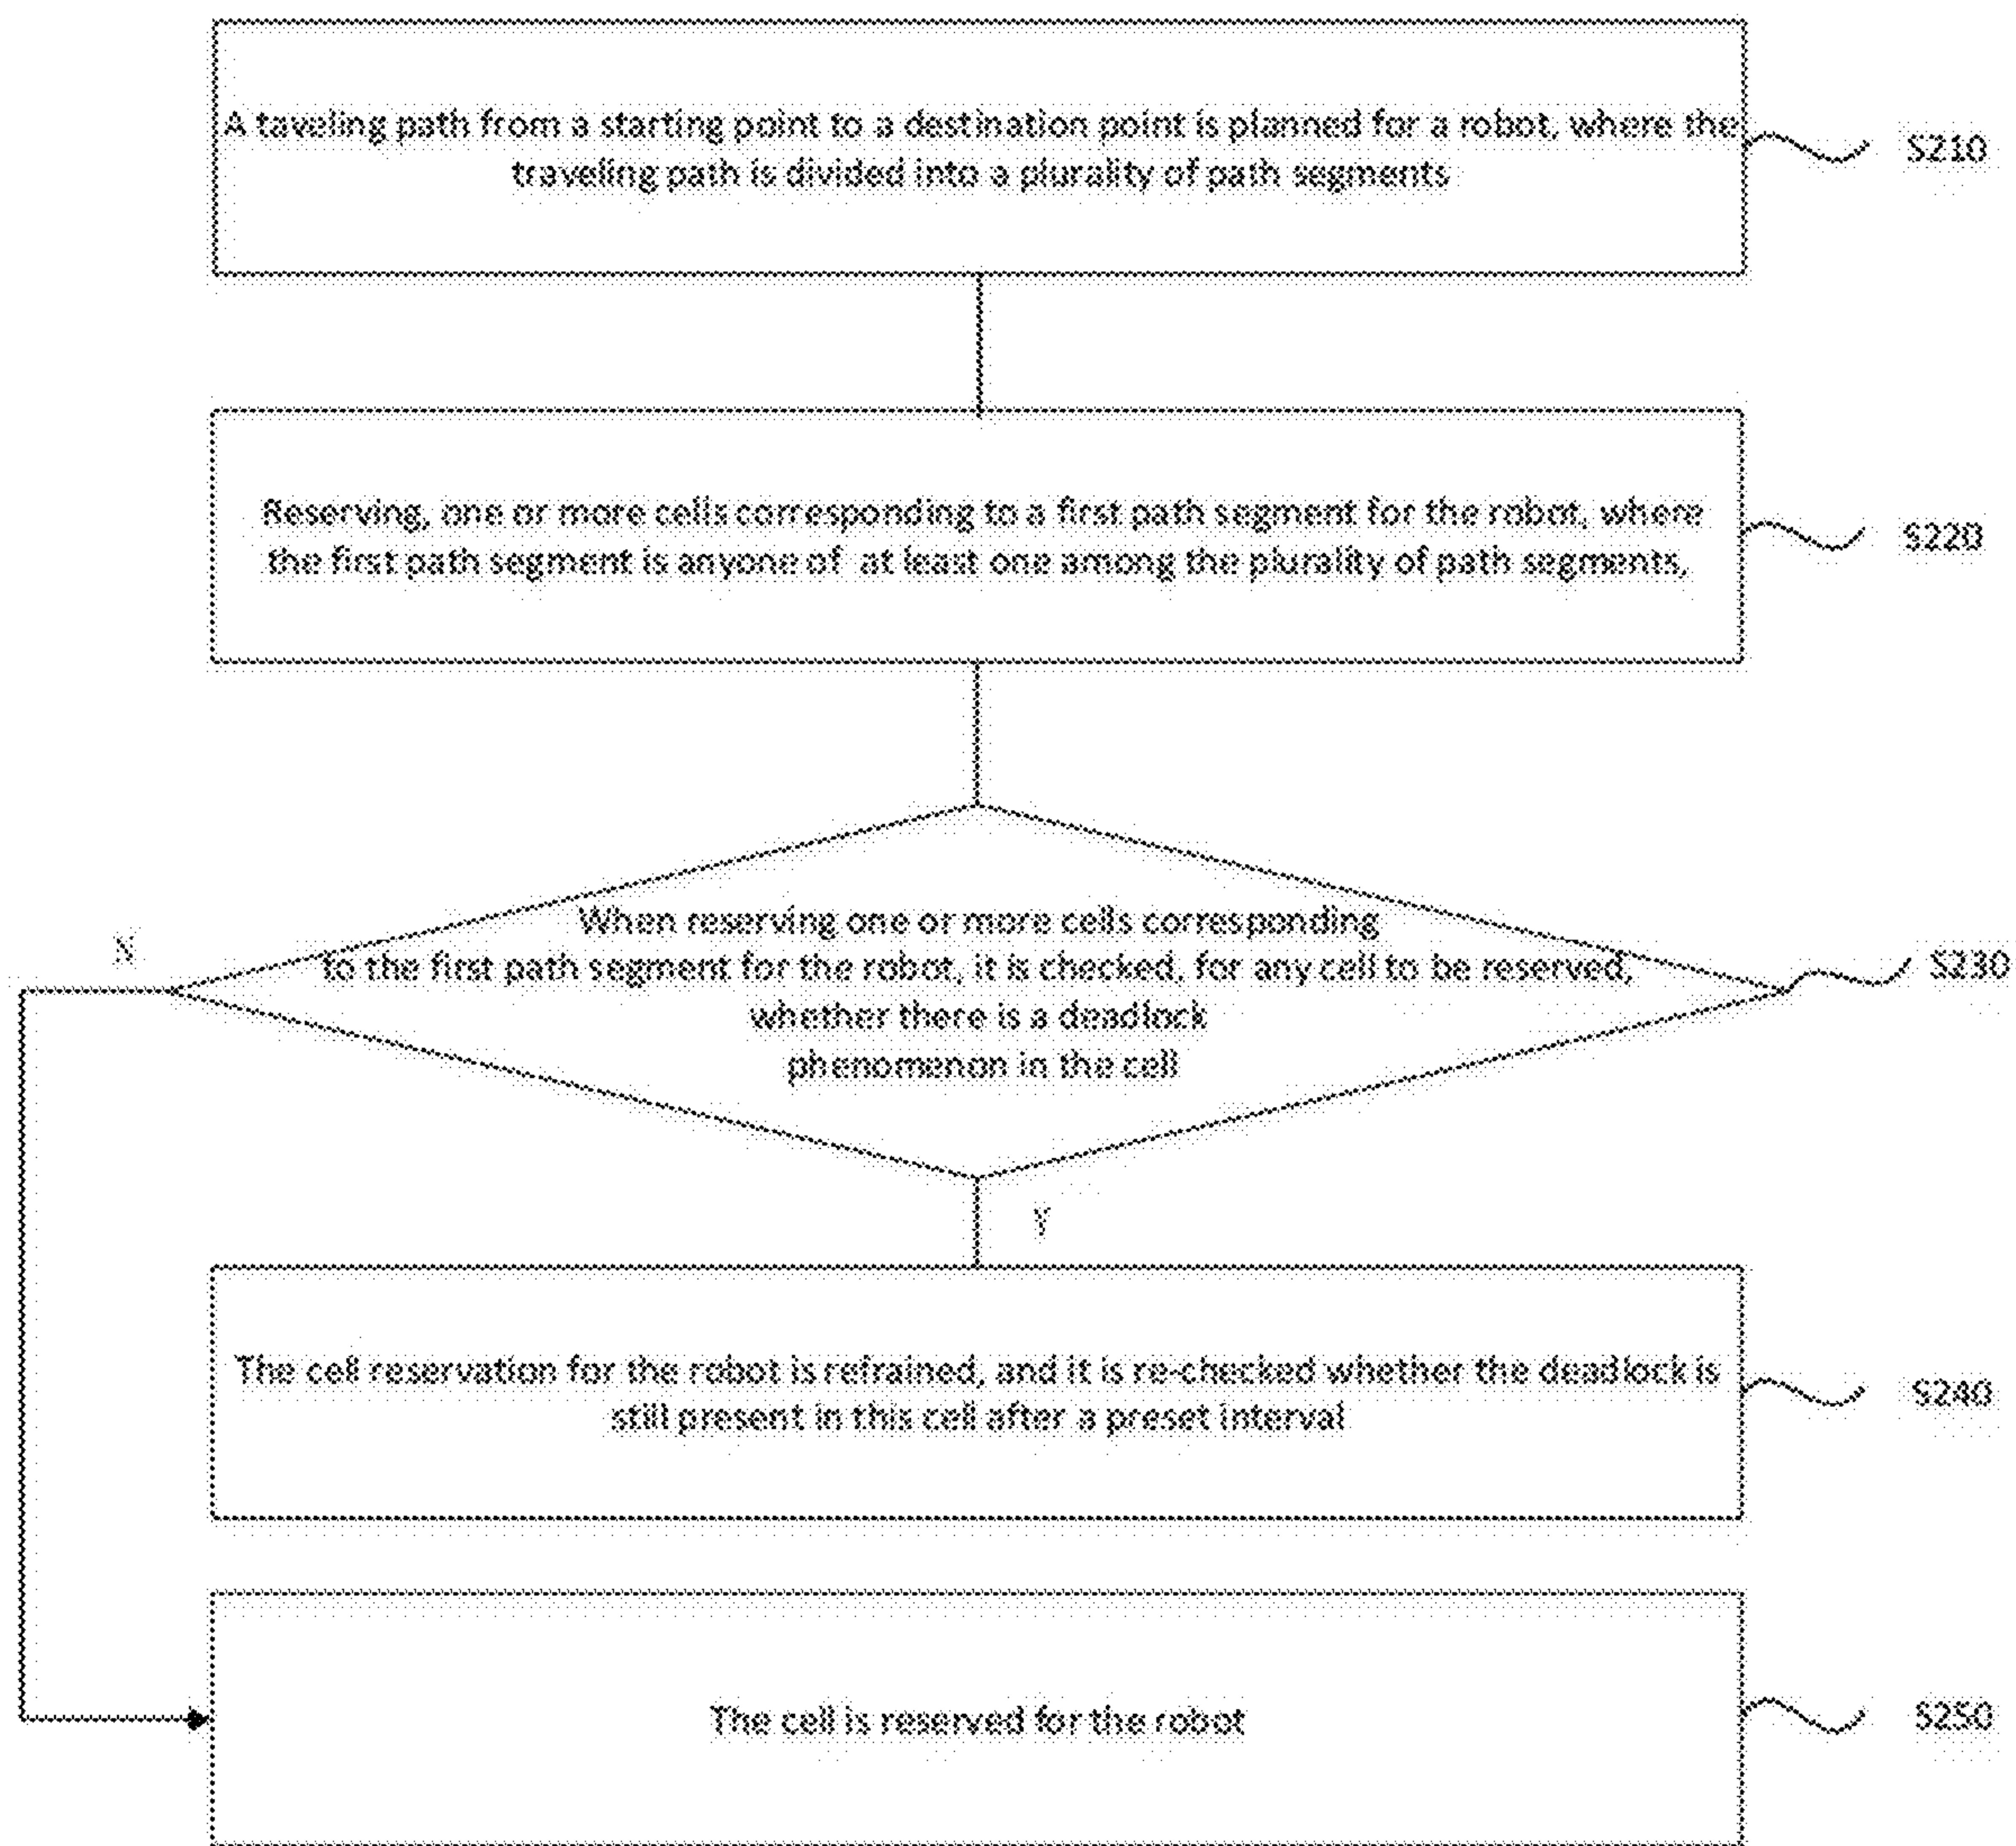 A taveling path from a starting point to a destination point is planned for a robot, where the
traveling path is divided into a plurality of path segments
S210
Reserving, one or more cells corresponding to a first path segment for the robot, where
the first path segment is anyone of at least one among the plurality of path segments,
S220
When reserving one or more cells corresponding
to the first path segment for the robot, it is checked, for any cell to be reserved,
whether there is a deadlock
phenomenon in the cell
N
S230
Y
The cell reservation for the robot is refrained, and it is re-checked whether the deadlock is
still present in this cell after a preset interval
S240
The cell is reserved for the robot
S250